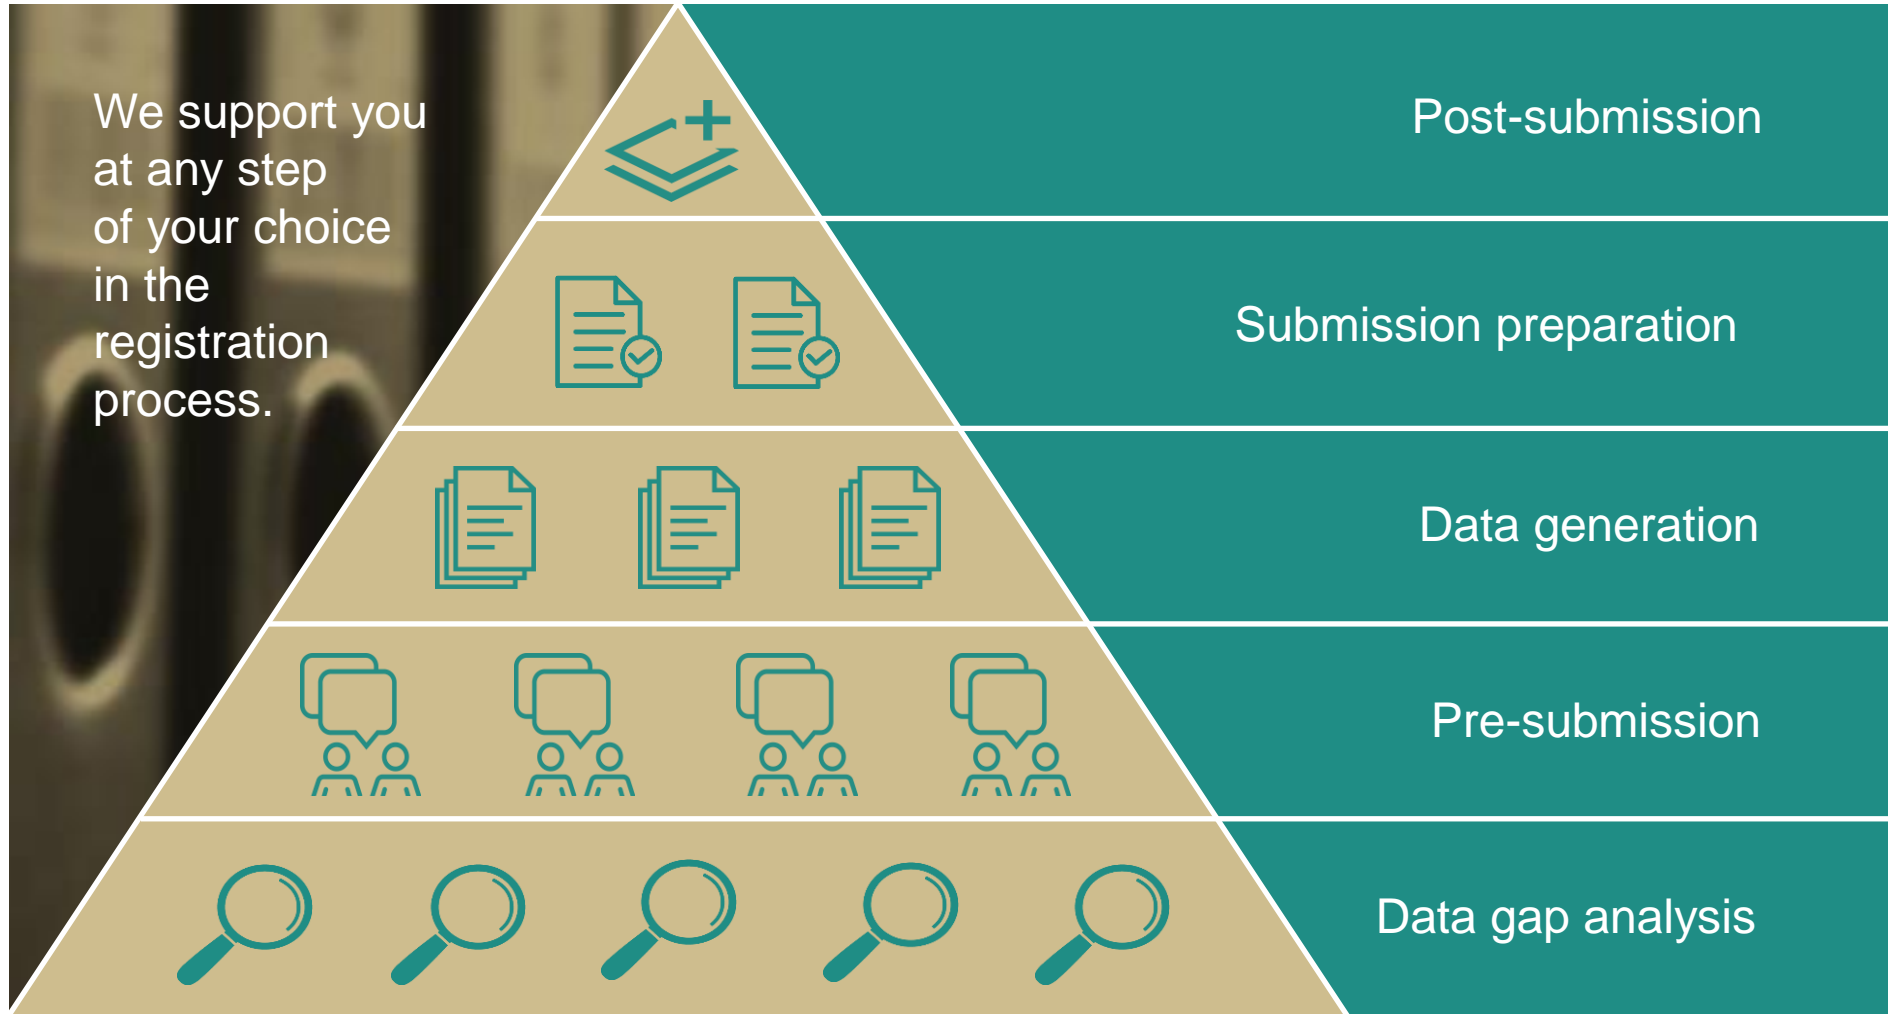 We support you
at any step
of your choice
in the
registration
process.
Post-submission
Submission preparation
Data generation
Pre-submission
Data gap analysis